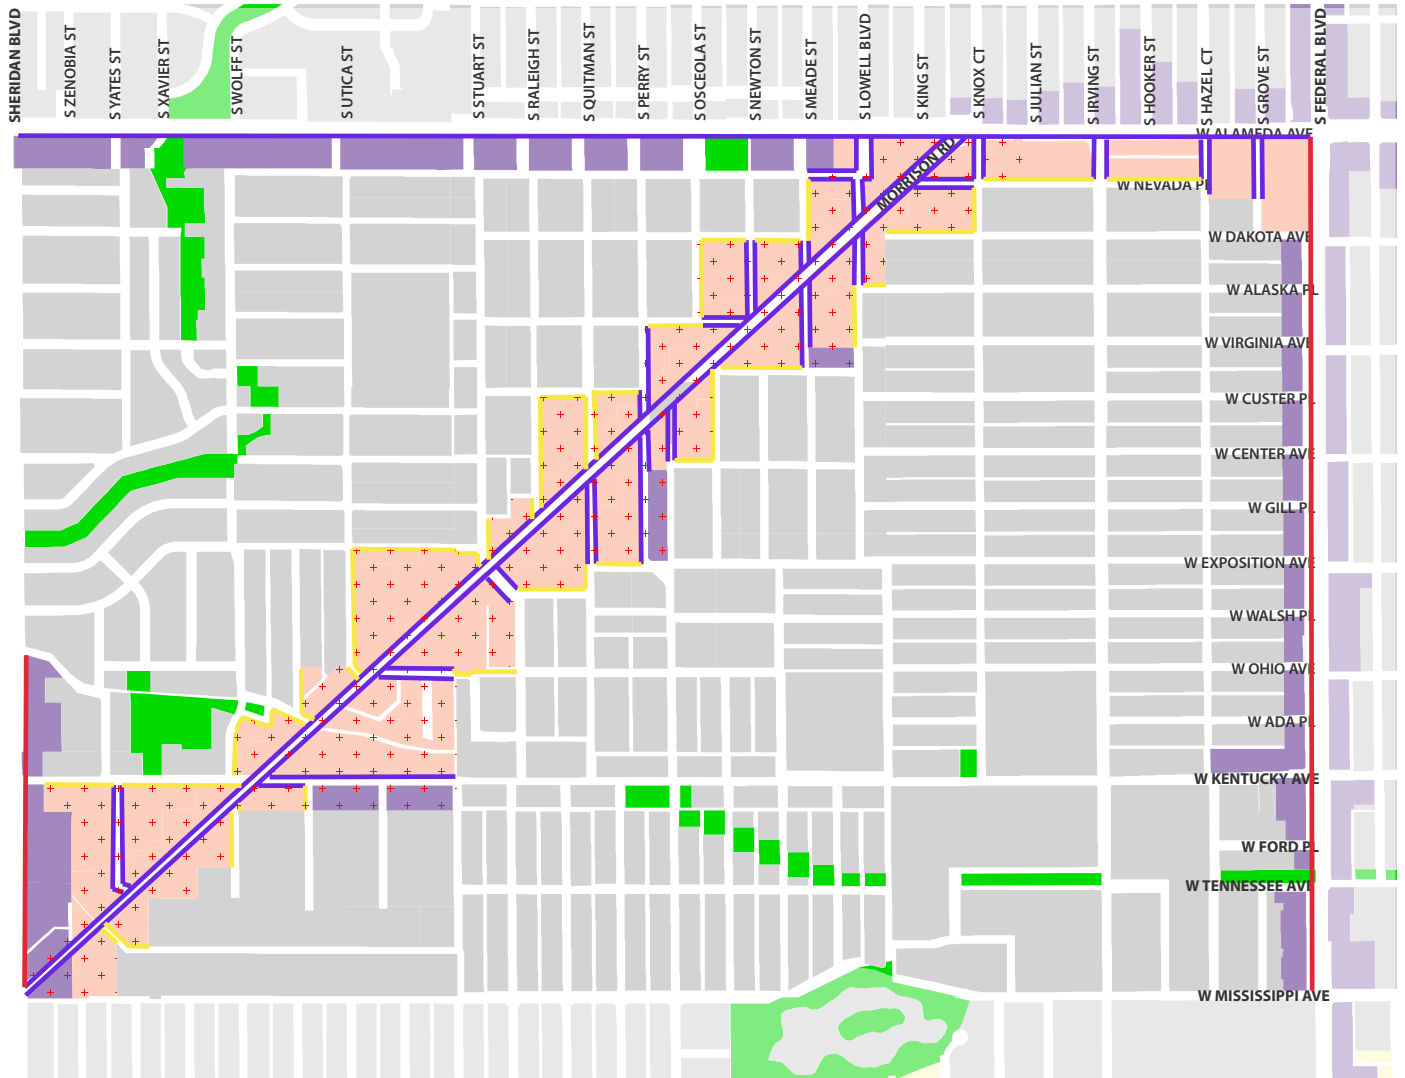 SHERIDAN BLVD
S ZENOBIA ST
S YATES ST
S XAVIER ST
S WOLFF ST
S UTICA ST
S STUART ST
S RALEIGH ST
S QUITMAN ST
S PERRY ST
S OSCEOLA ST
S NEWTON ST
S MEADE ST
S LOWELL BLVD
S KING ST
S KNOX CT
S JULIAN ST
S IRVING ST
S HOOKER ST
S HAZEL CT
S GROVE ST
S FEDERAL BLVD
W ALAMEDA AVE
MORRISON RD
W NEVADA PL
W DAKOTA AVE
W ALASKA PL
W VIRGINIA AVE
W CUSTER PL
W CENTER AVE
W GILL PL
W EXPOSITION AVE
W WALSH PL
W OHIO AVE
W ADA PL
W KENTUCKY AVE
W FORD PL
W TENNESSEE AVE
W MISSISSIPPI AVE